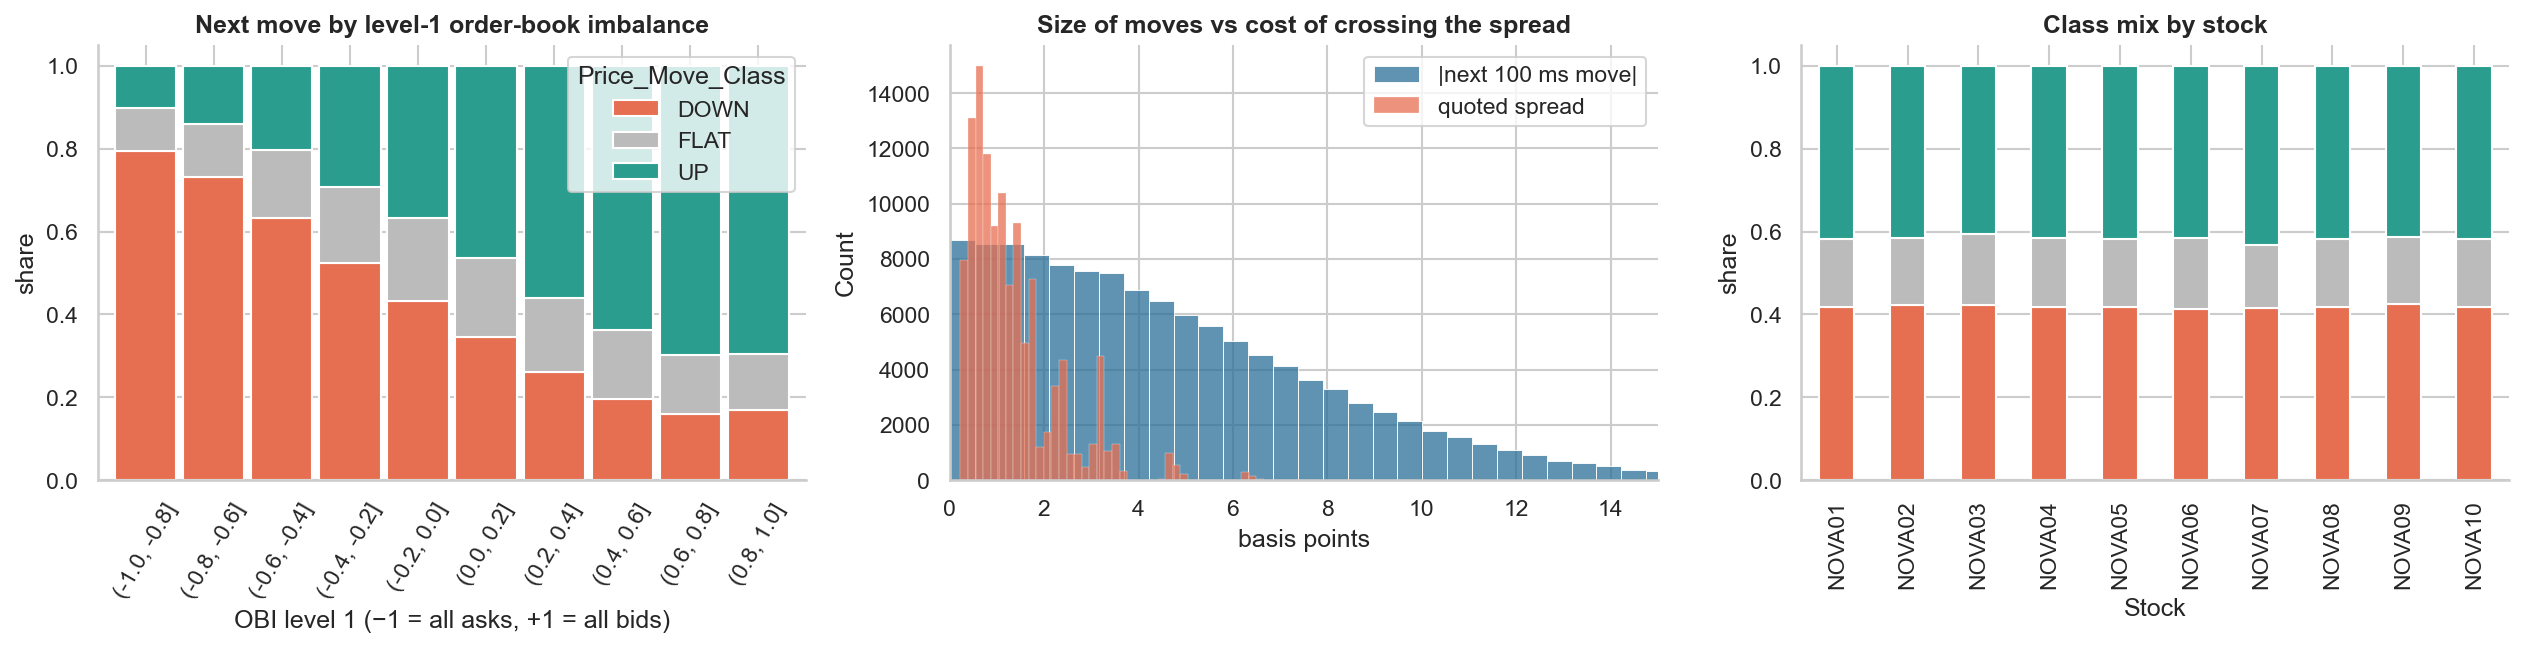 Next move by level-1 order-book imbalance
share
1.0
0.8
0.6
0.4
0.2
0.0
Price_Move_Class
DOWN
FLAT
UP
(-1.0, -0.8]
(-0.8, -0.6]
(-0.6, -0.4]
(-0.4, -0.2]
(-0.2, 0.0]
(0.0, 0.2]
(0.2, 0.4]
(0.4, 0.6]
(0.6, 0.8]
(0.8, 1.0]
OBI level 1 (−1 = all asks, +1 = all bids)
Size of moves vs cost of crossing the spread
Count
14000
12000
10000
8000
6000
4000
2000
0
|next 100 ms move|
quoted spread
0 2 4 6 8 10 12 14
basis points
Class mix by stock
share
1.0
0.8
0.6
0.4
0.2
0.0
NOVA01
NOVA02
NOVA03
NOVA04
NOVA05
NOVA06
NOVA07
NOVA08
NOVA09
NOVA10
Stock